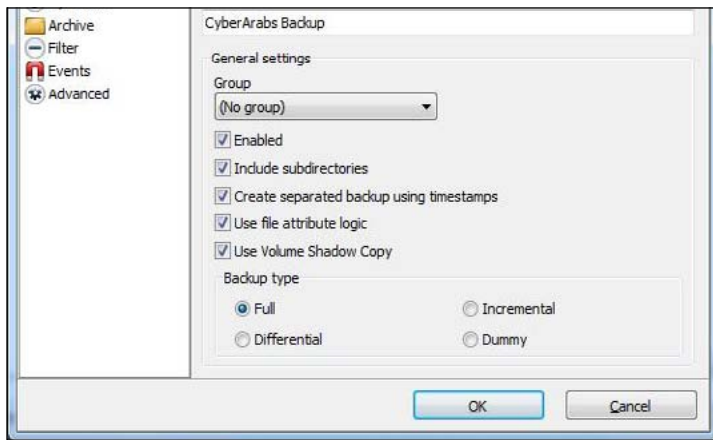 Archive
Filter
Events
Advanced
CyberArabs Backup
General settings
Group
(No group)
Enabled
Include subdirectories
Create separated backup using timestamps
Use file attribute logic
Use Volume Shadow Copy
Backup type
Full
Incremental
Differential
Dummy
OK
Cancel